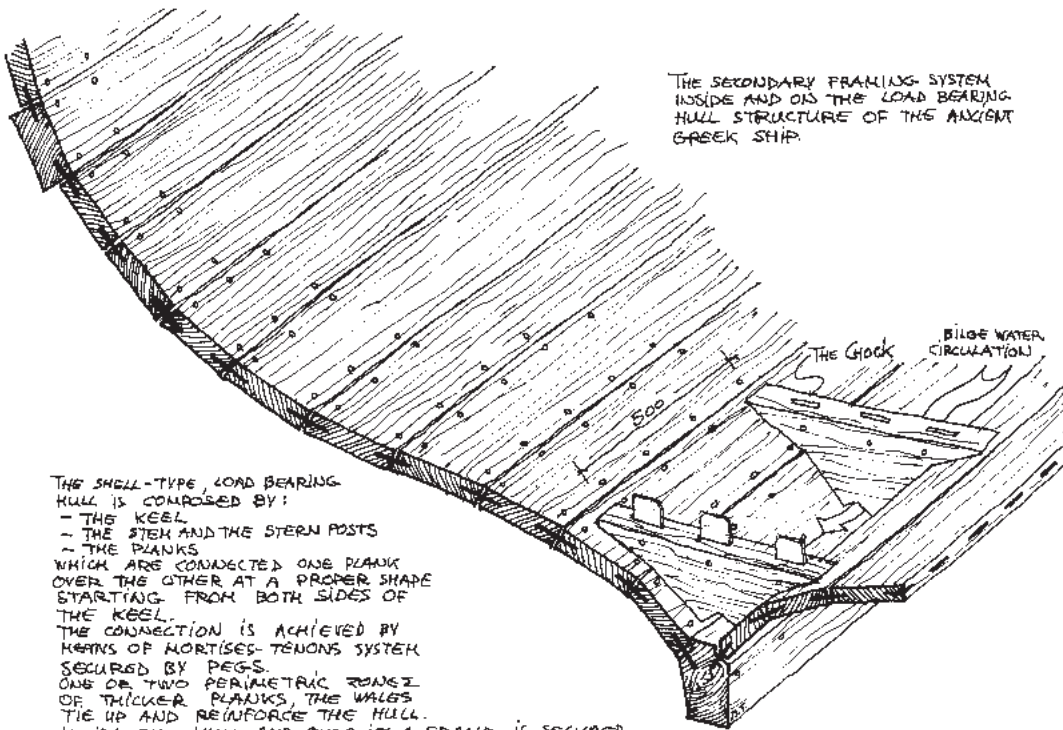 THE SECONDARY FRAMING SYSTEM
INSIDE AND ON THE LOAD BEARING
HULL STRUCTURE OF THE ANCIENT
GREEK SHIP.
THE CHOCK
BILGE WATER
CIRCULATION
500
THE SHELL-TYPE, LOAD BEARING
HULL IS COMPOSED BY:
- THE KEEL
- THE STEM AND THE STERN POSTS
- THE PLANKS
WHICH ARE CONNECTED ONE PLANK
OVER THE OTHER AT A PROPER SHAPE
STARTING FROM BOTH SIDES OF
THE KEEL.
THE CONNECTION IS ACHIEVED BY
MEANS OF MORTISES-TENONS SYSTEM
SECURED BY PEGS.
ONE OR TWO PERIMETRIC ZONES
OF THICKER PLANKS, THE WALES
TIE UP AND REINFORCE THE HULL.
HULL AND IS SECURED